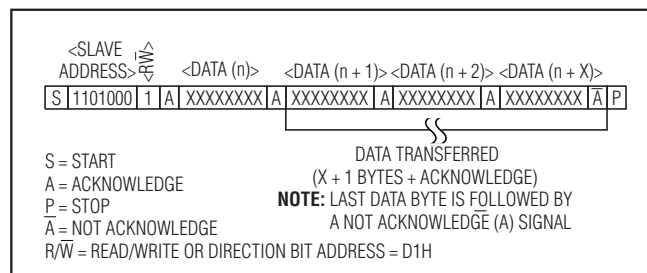 <SLAVE
ADDRESS> <RW̅> <DATA (n)> <DATA (n + 1)> <DATA (n + 2)> <DATA (n + X)>
S 1101000 1 A XXXXXXXX A XXXXXXXX A XXXXXXXX A XXXXXXXX A̅ P
S = START
A = ACKNOWLEDGE
P = STOP
A̅ = NOT ACKNOWLEDGE
R/W̅ = READ/WRITE OR DIRECTION BIT ADDRESS = D1H
DATA TRANSFERRED
(X + 1 BYTES + ACKNOWLEDGE)
NOTE: LAST DATA BYTE IS FOLLOWED BY
A NOT ACKNOWLEDGE̅ (A) SIGNAL